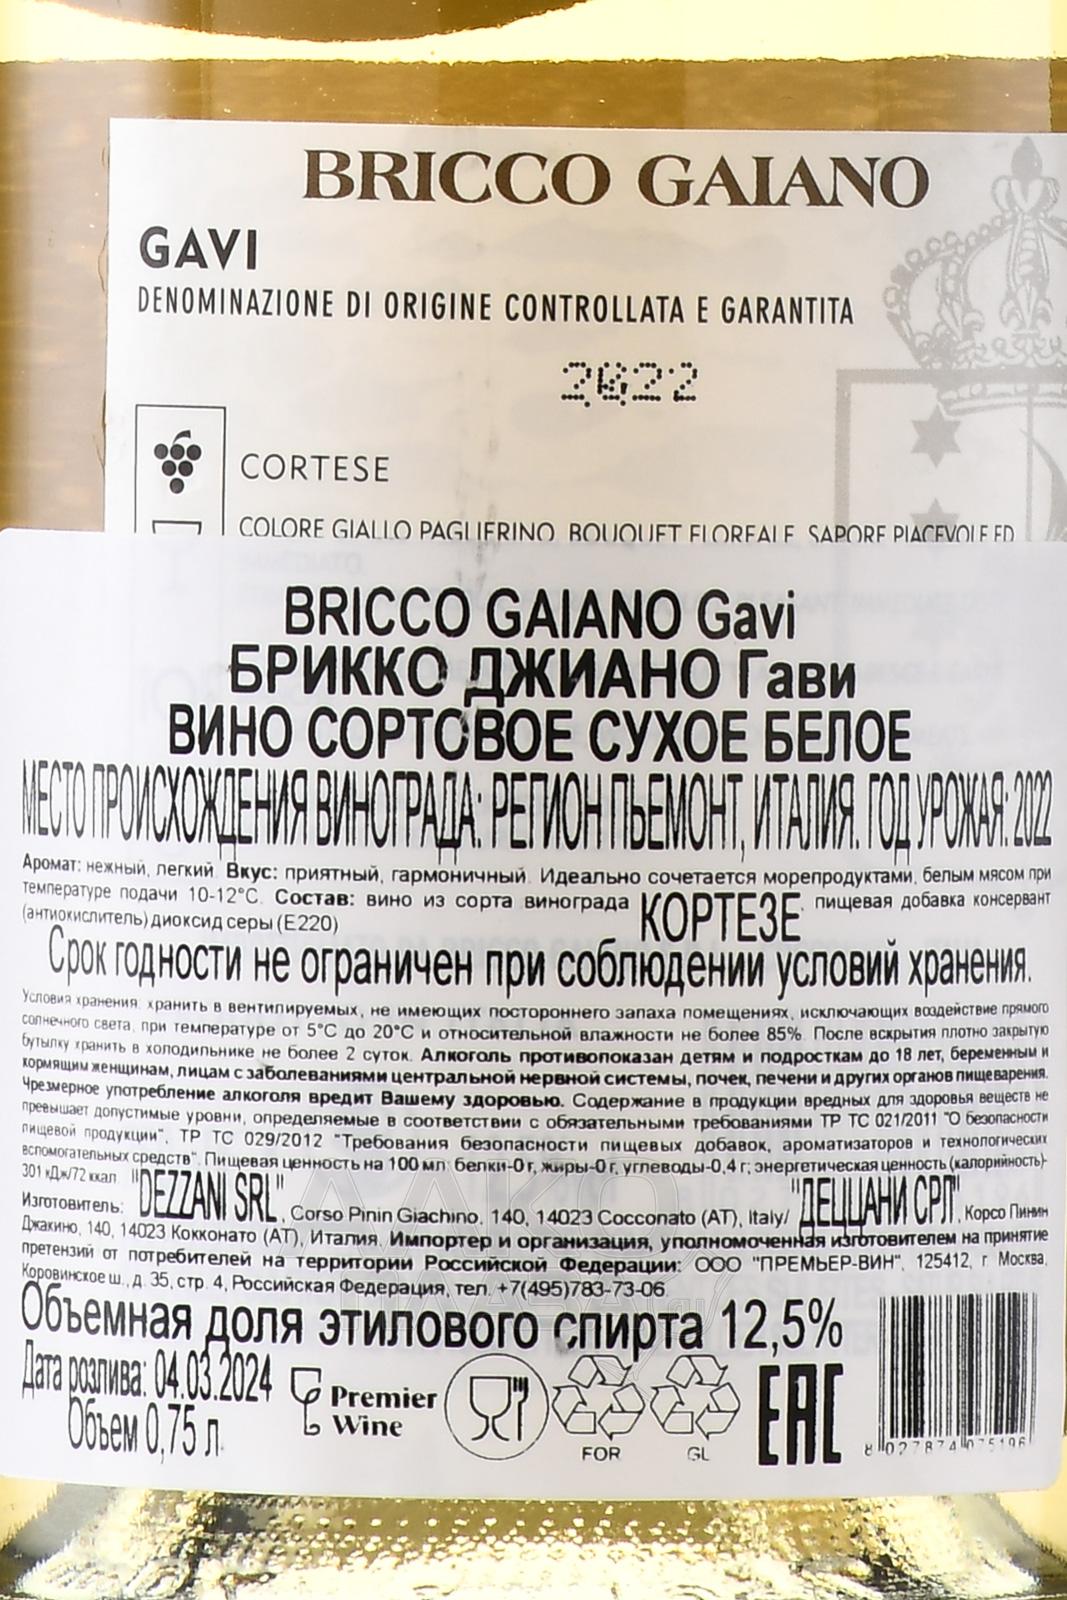 BRICCO GAIANO
GAVI
DENOMINAZIONE DI ORIGINE CONTROLLATA E GARANTITA
2022
CORTESE
COLORE GIALLO PAGLIERINO, BOUQUET FLOREALE, SAPORE PIACEVOLE ED
BRICCO GAIANO Gavi
БРИККО ДЖИАНО Гави
ВИНО СОРТОВОЕ СУХОЕ БЕЛОЕ
МЕСТО ПРОИСХОЖДЕНИЯ ВИНОГРАДА: РЕГИОН ПЬЕМОНТ, ИТАЛИЯ. ГОД УРОЖАЯ: 2022
Аромат: нежный, легкий. Вкус: приятный, гармоничный. Идеально сочетается морепродуктами, белым мясом при
температуре подачи 10-12°C. Состав: вино из сорта винограда КОРТЕЗЕ, пищевая добавка консервант
(антиокислитель) диоксид серы (E220)
Срок годности не ограничен при соблюдении условий хранения.
Условия хранения: хранить в вентилируемых, не имеющих постороннего запаха помещениях, исключающих воздействие прямого
солнечного света, при температуре от 5°C до 20°C и относительной влажности не более 85%. После вскрытия плотно закрытую
бутылку хранить в холодильнике не более 2 суток. Алкоголь противопоказан детям и подросткам до 18 лет, беременным и
кормящим женщинам, лицам с заболеваниями центральной нервной системы, почек, печени и других органов пищеварения.
Чрезмерное употребление алкоголя вредит Вашему здоровью. Содержание в продукции вредных для здоровья веществ не
превышает допустимые уровни, определяемые в соответствии с обязательными требованиями ТР ТС 021/2011 "О безопасности
пищевой продукции", ТР ТС 029/2012 "Требования безопасности пищевых добавок, ароматизаторов и технологических
вспомогательных средств". Пищевая ценность на 100 мл: белки-0 г, жиры-0 г, углеводы-0,4 г; энергетическая ценность (калорийность)-
301 кДж/72 ккал.
Изготовитель: "DEZZANI SRL", Corso Pinin Giachino, 140, 14023 Cocconato (AT), Italy/ "ДЕЦЦАНИ СРЛ", Корсо Пинин
Джакино, 140, 14023 Кокконато (АТ), Италия. Импортер и организация, уполномоченная изготовителем на принятие
претензий от потребителей на территории Российской Федерации: ООО "ПРЕМЬЕР-ВИН", 125412, г. Москва,
Коровинское ш., д. 35, стр. 4, Российская Федерация, тел. +7(495)783-73-06.
Объемная доля этилового спирта 12,5%
Дата розлива: 04.03.2024
Объем 0,75 л.
Premier
Wine
FOR
GL
EAC
8 027874 075196